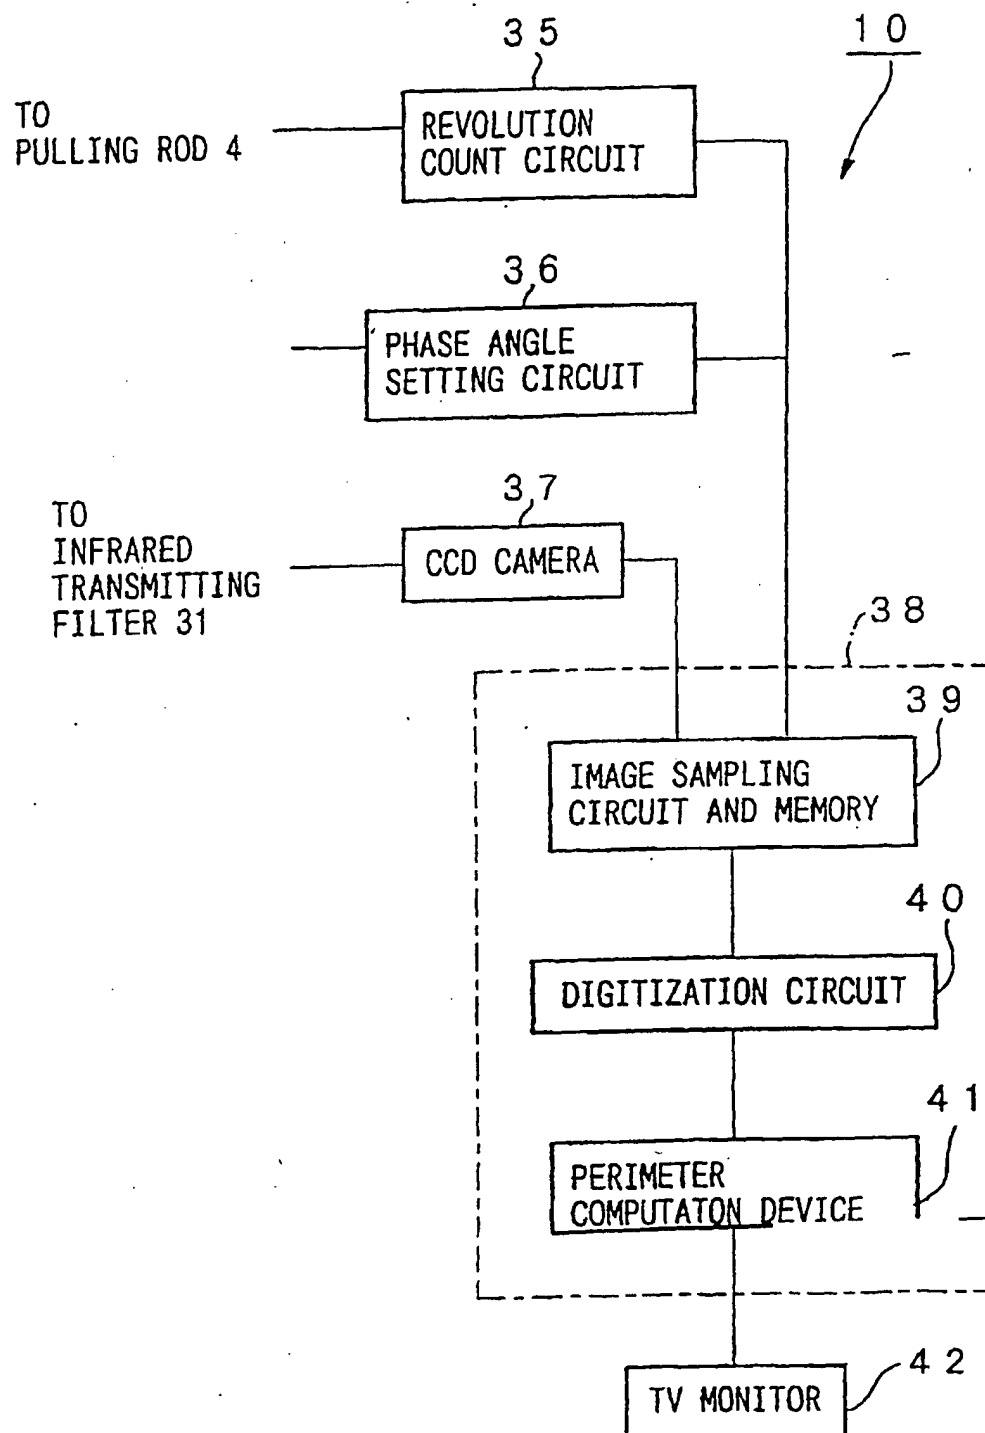 35
10
TO
PULLING ROD 4
REVOLUTION
COUNT CIRCUIT
36
PHASE ANGLE
SETTING CIRCUIT
37
TO
INFRARED
TRANSMITTING
FILTER 31
CCD CAMERA
38
39
IMAGE SAMPLING
CIRCUIT AND MEMORY
40
DIGITIZATION CIRCUIT
41
PERIMETER
COMPUTATON DEVICE
42
TV MONITOR